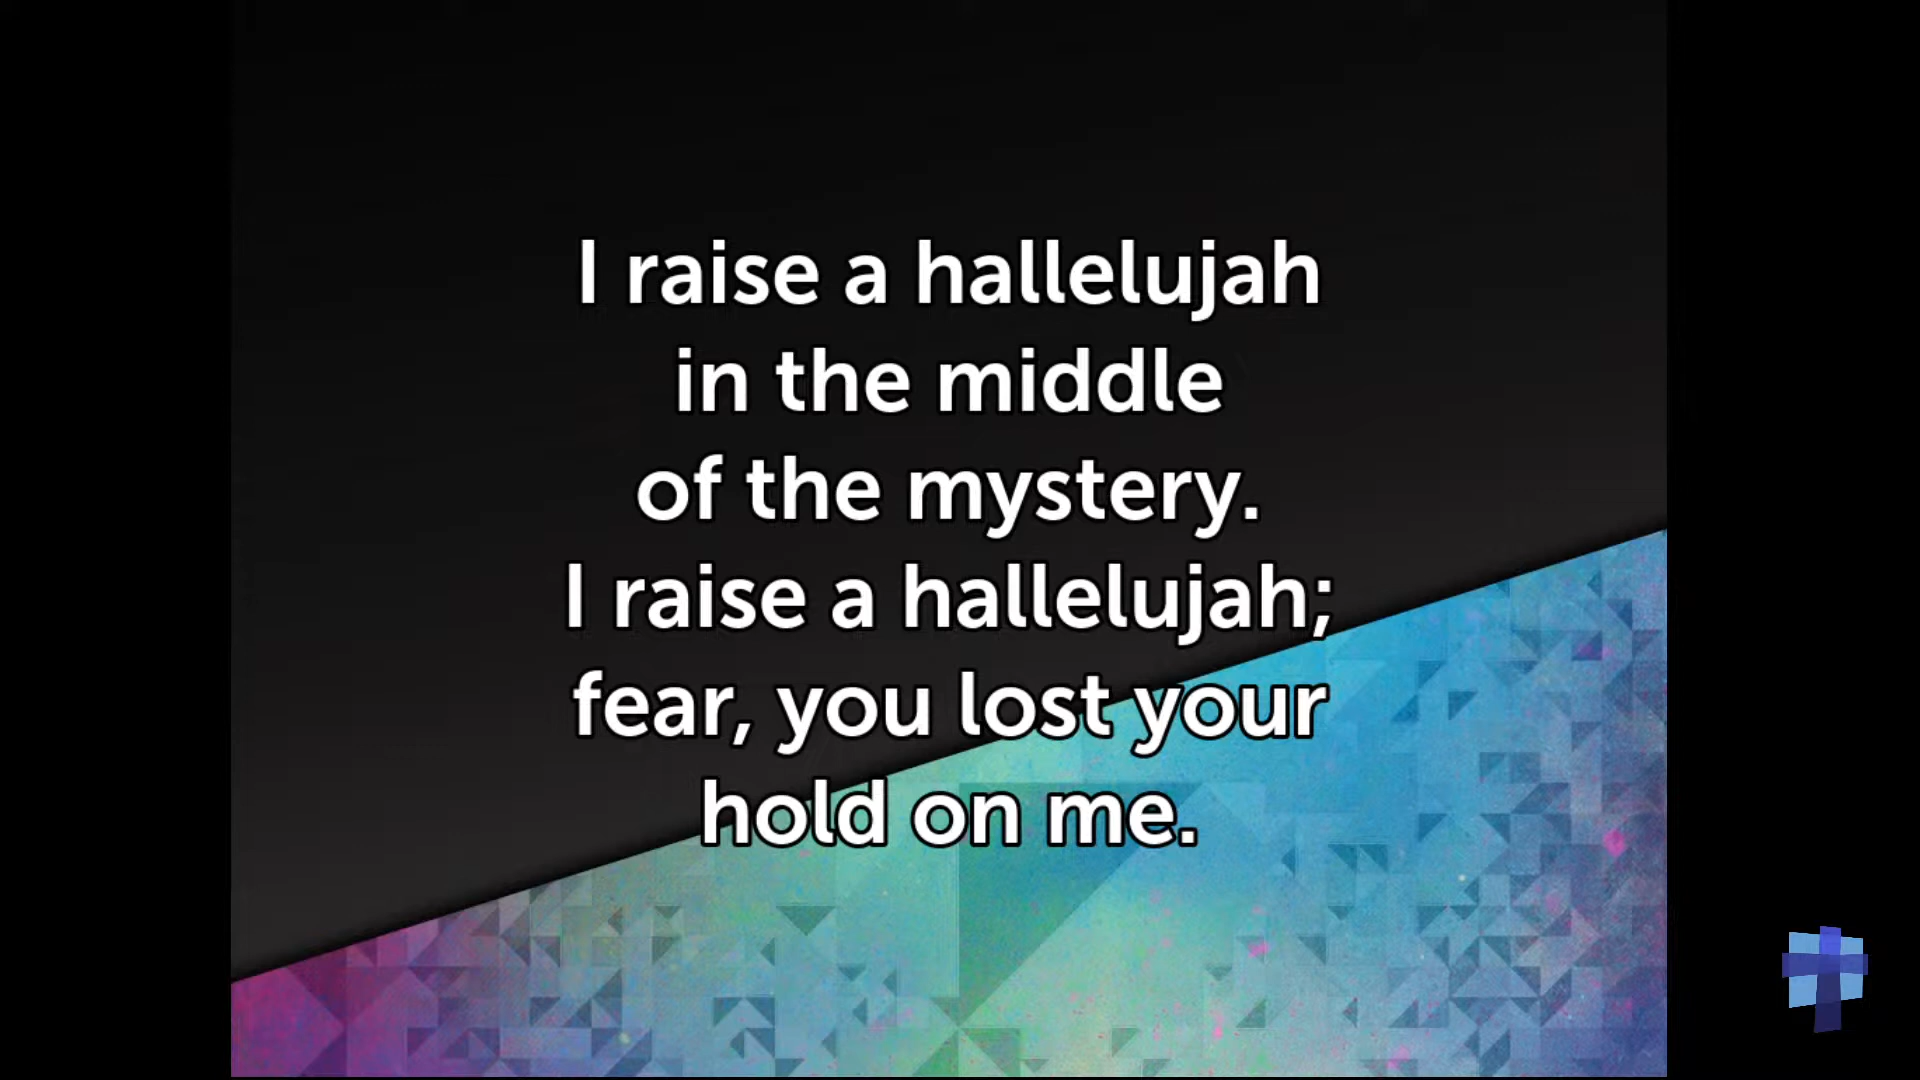 I raise a hallelujah
in the middle
of the mystery.
I raise a hallelujah;
fear, you lost your
hold on me.